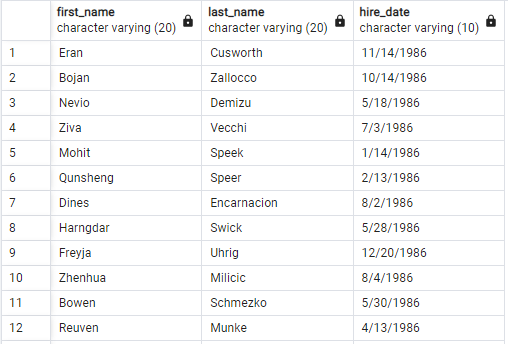 first_name last_name hire_date
character varying (20) character varying (20) character varying (10)
1 Eran Cusworth 11/14/1986
2 Bojan Zallocco 10/14/1986
3 Nevio Demizu 5/18/1986
4 Ziva Vecchi 7/3/1986
5 Mohit Speek 1/14/1986
6 Qunsheng Speer 2/13/1986
7 Dines Encarnacion 8/2/1986
8 Harngdar Swick 5/28/1986
9 Freyja Uhrig 12/20/1986
10 Zhenhua Milicic 8/4/1986
11 Bowen Schmezko 5/30/1986
12 Reuven Munke 4/13/1986